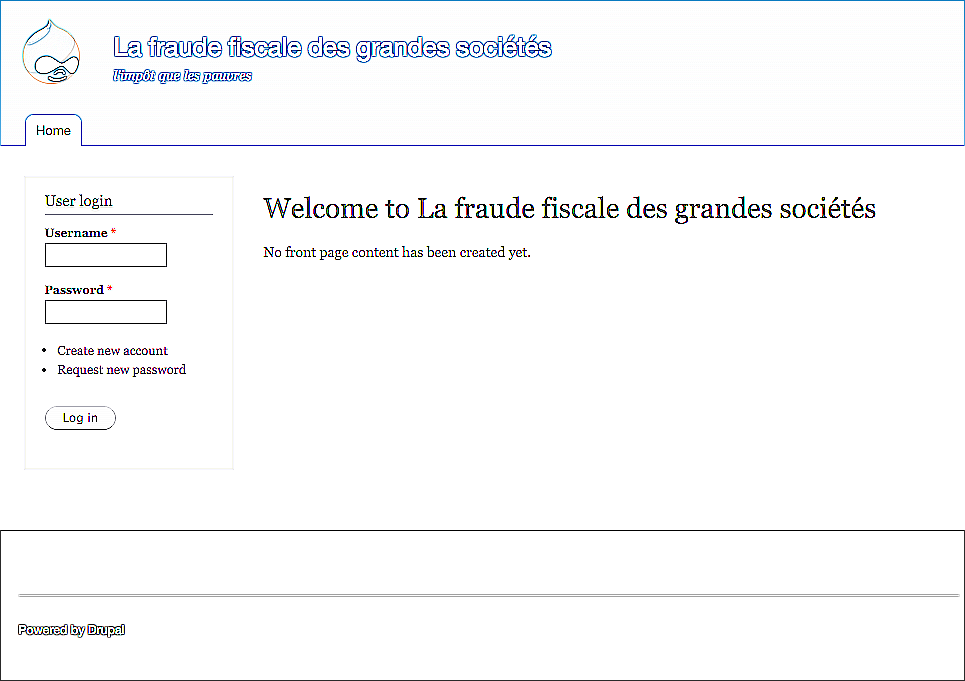 La fraude fiscale des grandes sociétés
l'impôt que les pauvres
Home
User login
Username *
Password *
Create new account
Request new password
Log in
Welcome to La fraude fiscale des grandes sociétés
No front page content has been created yet.
Powered by Drupal